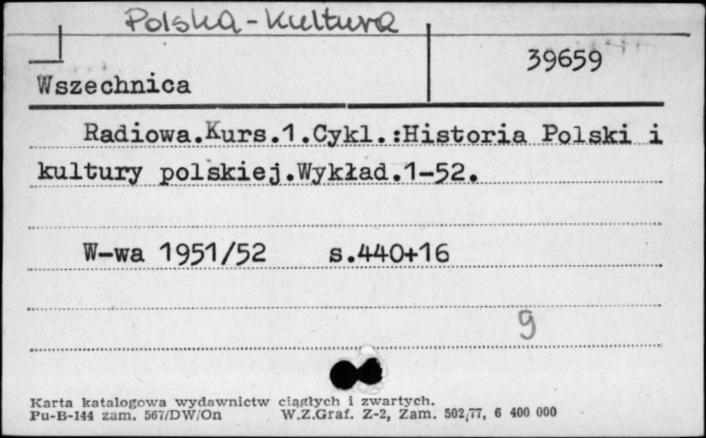 Polska - Kultura
39659
Wszechnica
Radiowa.Kurs.1.Cykl.:Historia Polski i
kultury polskiej.Wykład.1-52.
W-wa 1951/52 s.440+16
9
Karta katalogowa wydawnictw ciągłych i zwartych.
Pu-B-144 zam. 567/DW/On W.Z.Graf. Z-2, Zam. 502/77, 6 400 000